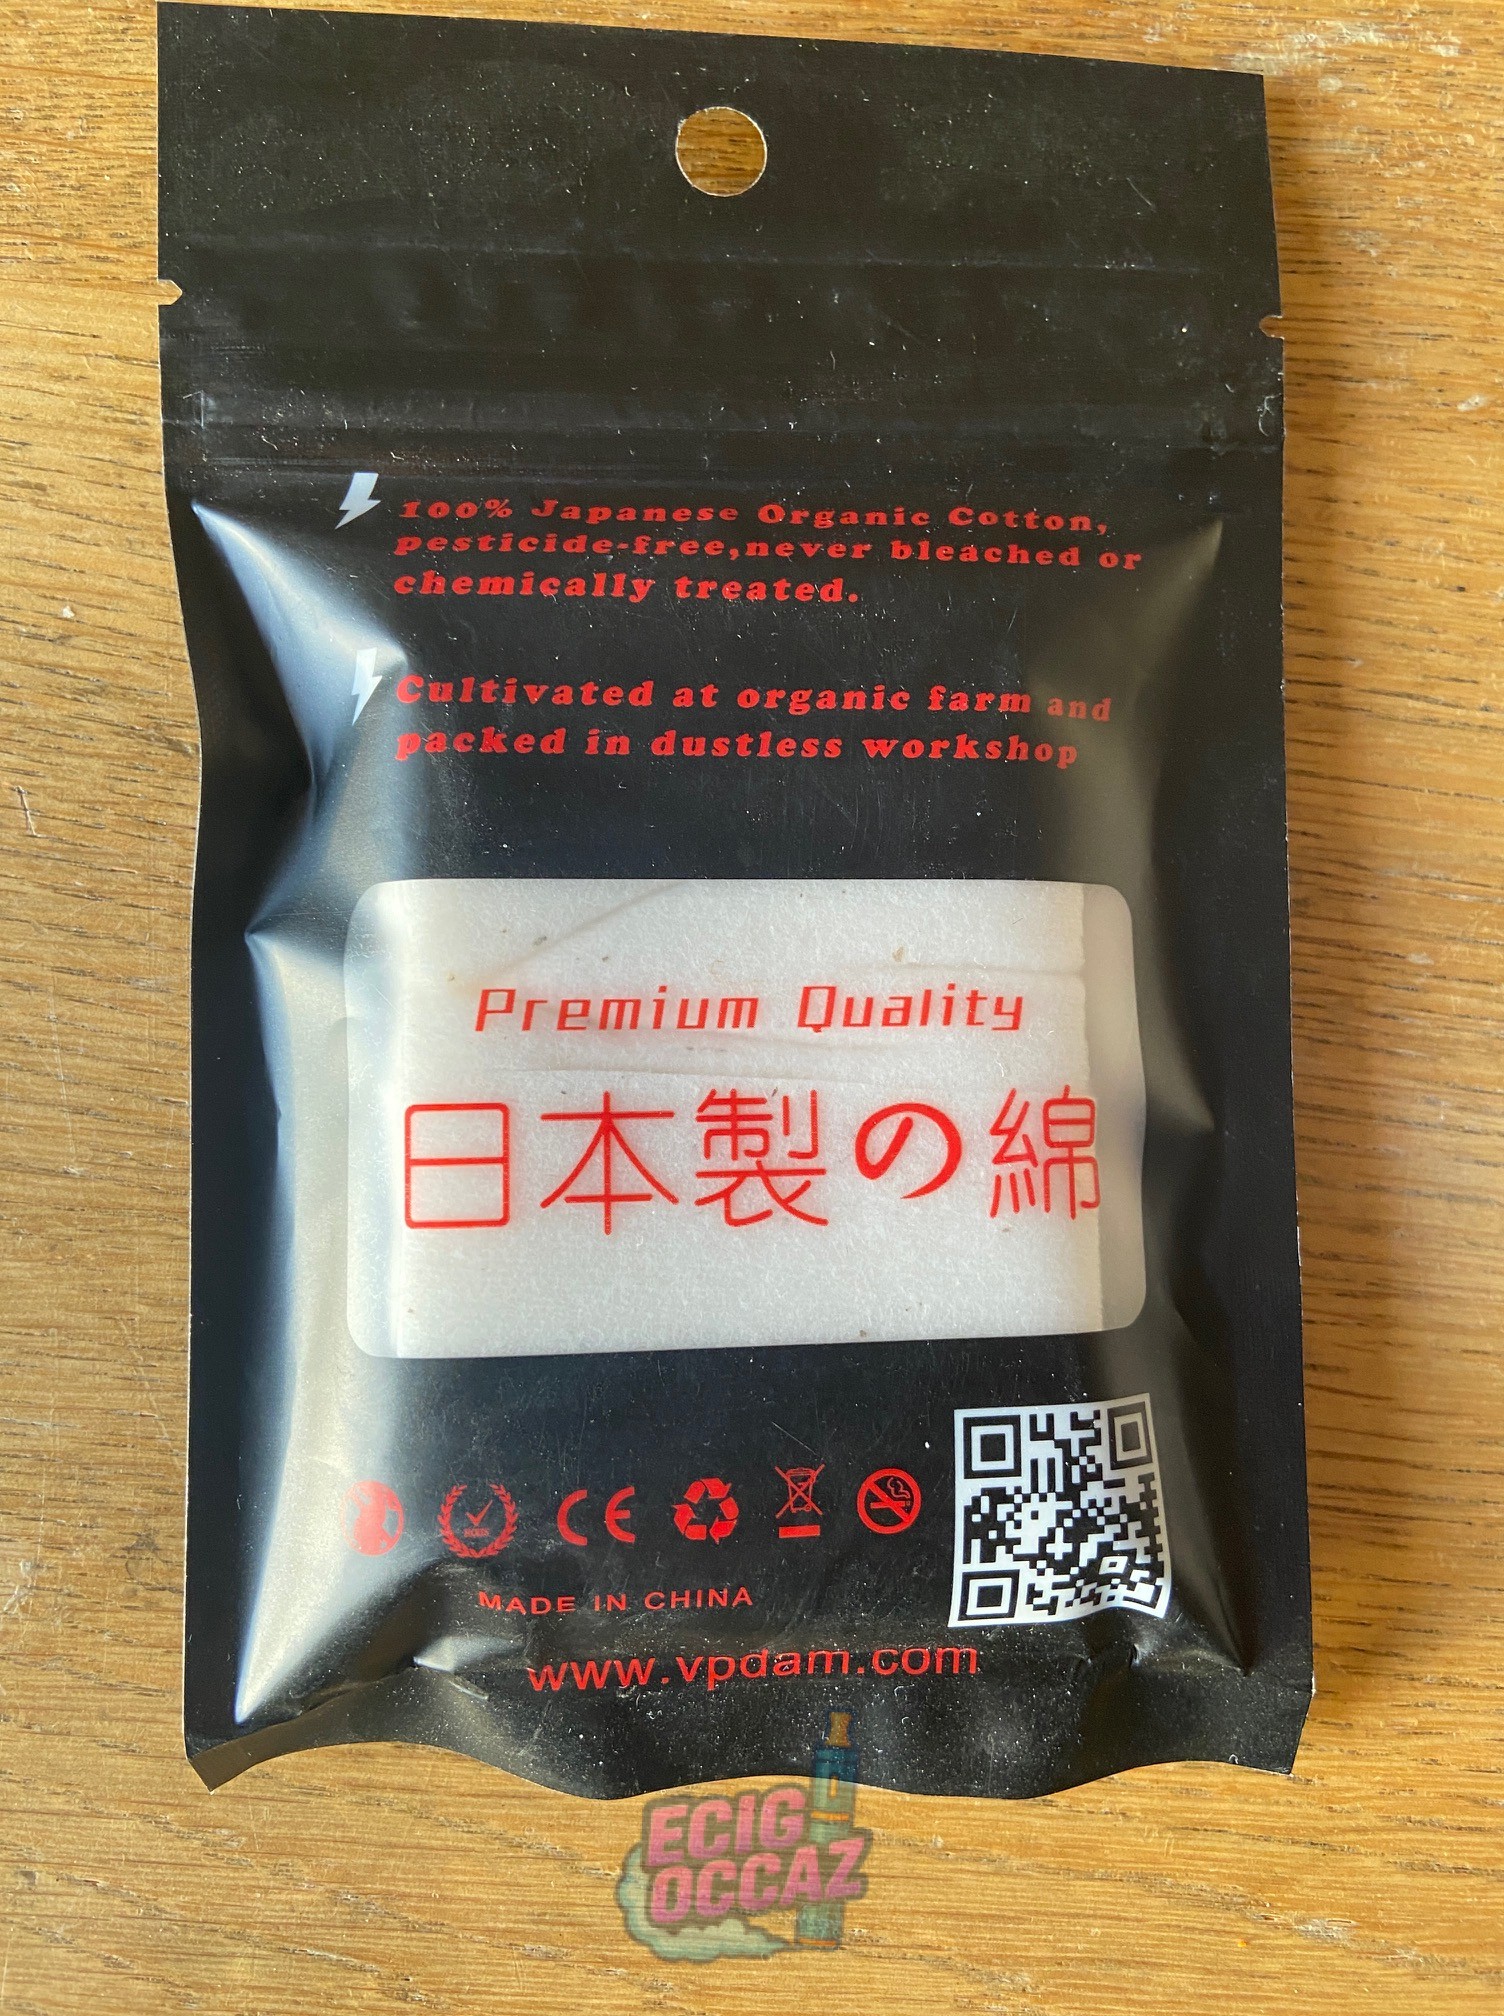 100% Japanese Organic Cotton,
pesticide-free,never bleached or
chemically treated.
Cultivated at organic farm and
packed in dustless workshop
Premium Quality
日本製の綿
CE
MADE IN CHINA
www.vpdam.com
ECIG
OCCAZ